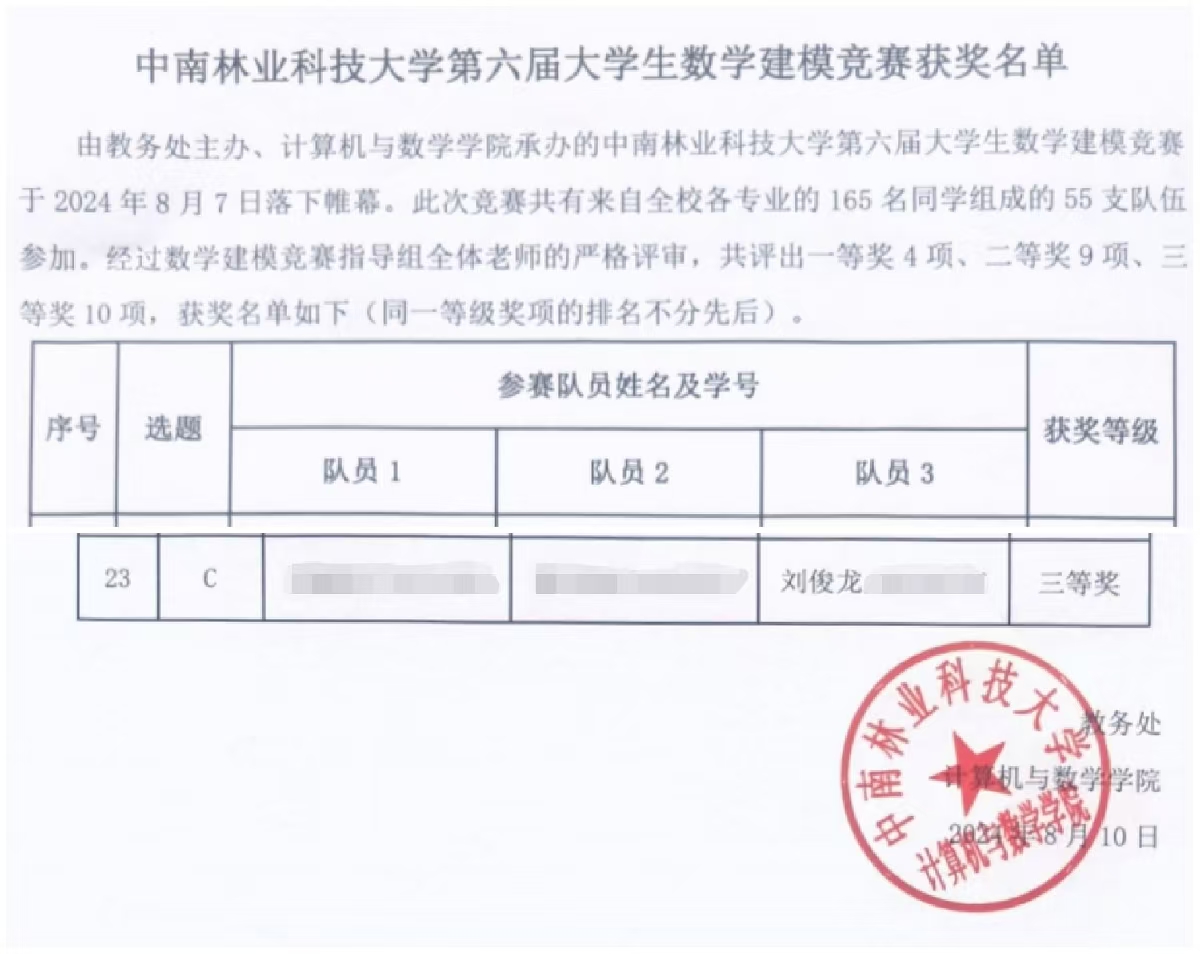 中南林业科技大学第六届大学生数学建模竞赛获奖名单
由教务处主办、计算机与数学学院承办的中南林业科技大学第六届大学生数学建模竞赛
于 2024 年 8 月 7 日落下帷幕。此次竞赛共有来自全校各专业的 165 名同学组成的 55 支队伍
参加。经过数学建模竞赛指导组全体老师的严格评审，共评出一等奖 4 项、二等奖 9 项、三
等奖 10 项，获奖名单如下（同一等级奖项的排名不分先后）。
序号 选题 参赛队员姓名及学号 获奖等级
队员 1 队员 2 队员 3
23 C 刘俊龙 三等奖
中南林业科技大学
教务处
计算机与数学学院
2024 年 8 月 10 日
计算机与数学学院